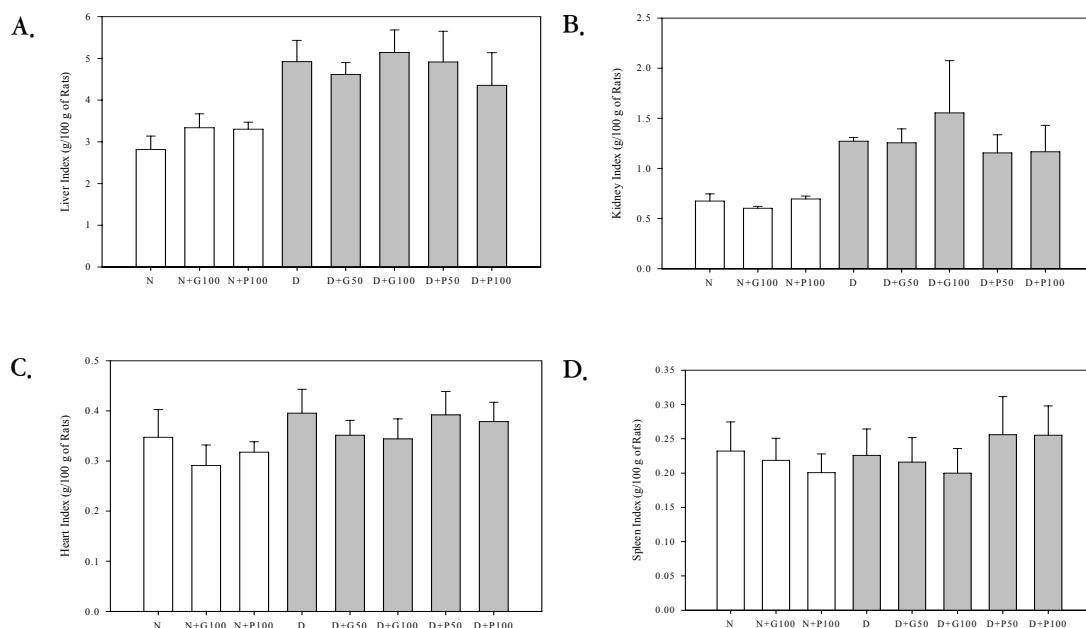 A.
6
5
4
3
2
1
0
Liver Index (g/100 g of Rats)
N N+G100 N+P100 D D+G50 D+G100 D+P50 D+P100
B.
2.5
2.0
1.5
1.0
0.5
0.0
Kidney Index (g/100 g of Rats)
N N+G100 N+P100 D D+G50 D+G100 D+P50 D+P100
C.
0.5
0.4
0.3
0.2
0.1
0.0
Heart Index (g/100 g of Rats)
N N+G100 N+P100 D D+G50 D+G100 D+P50 D+P100
D.
0.35
0.30
0.25
0.20
0.15
0.10
0.05
0.00
Spleen Index (g/100 g of Rats)
N N+G100 N+P100 D D+G50 D+G100 D+P50 D+P100